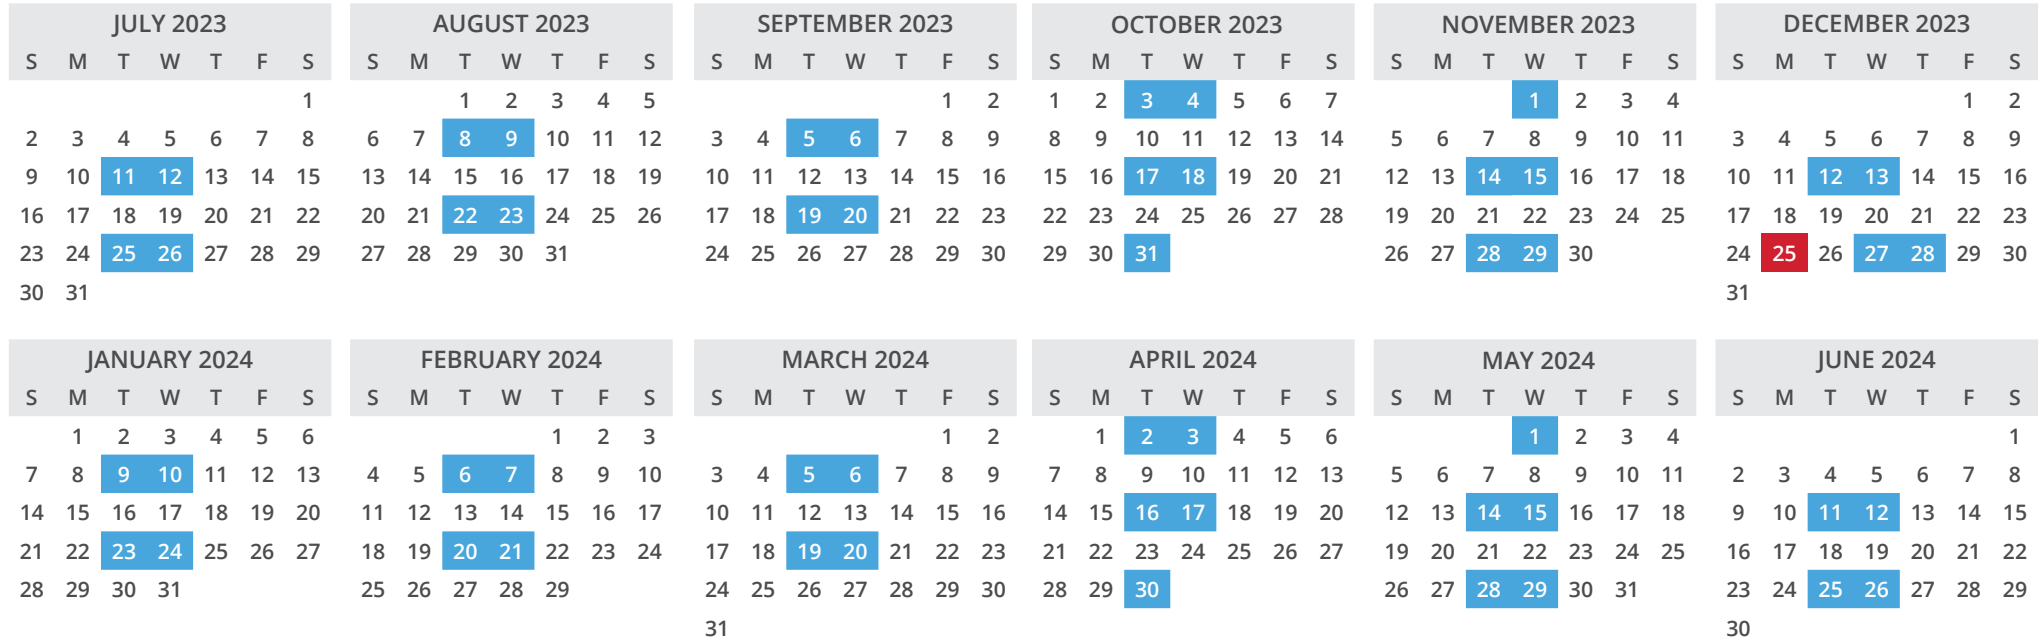 JULY 2023
S M T W T F S
1
2 3 4 5 6 7 8
9 10 11 12 13 14 15
16 17 18 19 20 21 22
23 24 25 26 27 28 29
30 31
AUGUST 2023
S M T W T F S
1 2 3 4 5
6 7 8 9 10 11 12
13 14 15 16 17 18 19
20 21 22 23 24 25 26
27 28 29 30 31
SEPTEMBER 2023
S M T W T F S
1 2
3 4 5 6 7 8 9
10 11 12 13 14 15 16
17 18 19 20 21 22 23
24 25 26 27 28 29 30
OCTOBER 2023
S M T W T F S
1 2 3 4 5 6 7
8 9 10 11 12 13 14
15 16 17 18 19 20 21
22 23 24 25 26 27 28
29 30 31
NOVEMBER 2023
S M T W T F S
1 2 3 4
5 6 7 8 9 10 11
12 13 14 15 16 17 18
19 20 21 22 23 24 25
26 27 28 29 30
DECEMBER 2023
S M T W T F S
1 2
3 4 5 6 7 8 9
10 11 12 13 14 15 16
17 18 19 20 21 22 23
24 25 26 27 28 29 30
31
JANUARY 2024
S M T W T F S
1 2 3 4 5 6
7 8 9 10 11 12 13
14 15 16 17 18 19 20
21 22 23 24 25 26 27
28 29 30 31
FEBRUARY 2024
S M T W T F S
1 2 3
4 5 6 7 8 9 10
11 12 13 14 15 16 17
18 19 20 21 22 23 24
25 26 27 28 29
MARCH 2024
S M T W T F S
1 2
3 4 5 6 7 8 9
10 11 12 13 14 15 16
17 18 19 20 21 22 23
24 25 26 27 28 29 30
31
APRIL 2024
S M T W T F S
1 2 3 4 5 6
7 8 9 10 11 12 13
14 15 16 17 18 19 20
21 22 23 24 25 26 27
28 29 30
MAY 2024
S M T W T F S
1 2 3 4
5 6 7 8 9 10 11
12 13 14 15 16 17 18
19 20 21 22 23 24 25
26 27 28 29 30 31
JUNE 2024
S M T W T F S
1
2 3 4 5 6 7 8
9 10 11 12 13 14 15
16 17 18 19 20 21 22
23 24 25 26 27 28 29
30